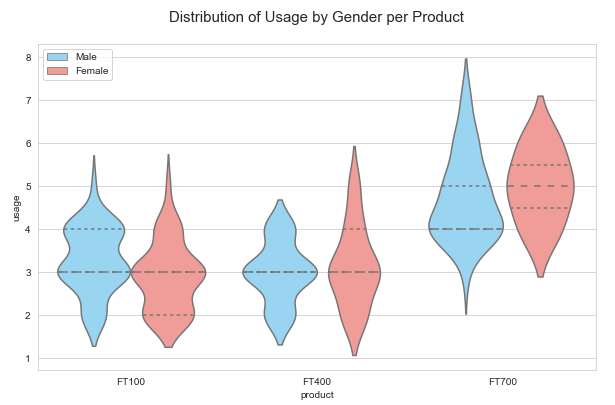 Distribution of Usage by Gender per Product
Male
Female
8
7
6
5
4
3
2
1
usage
FT100 FT400 FT700
product